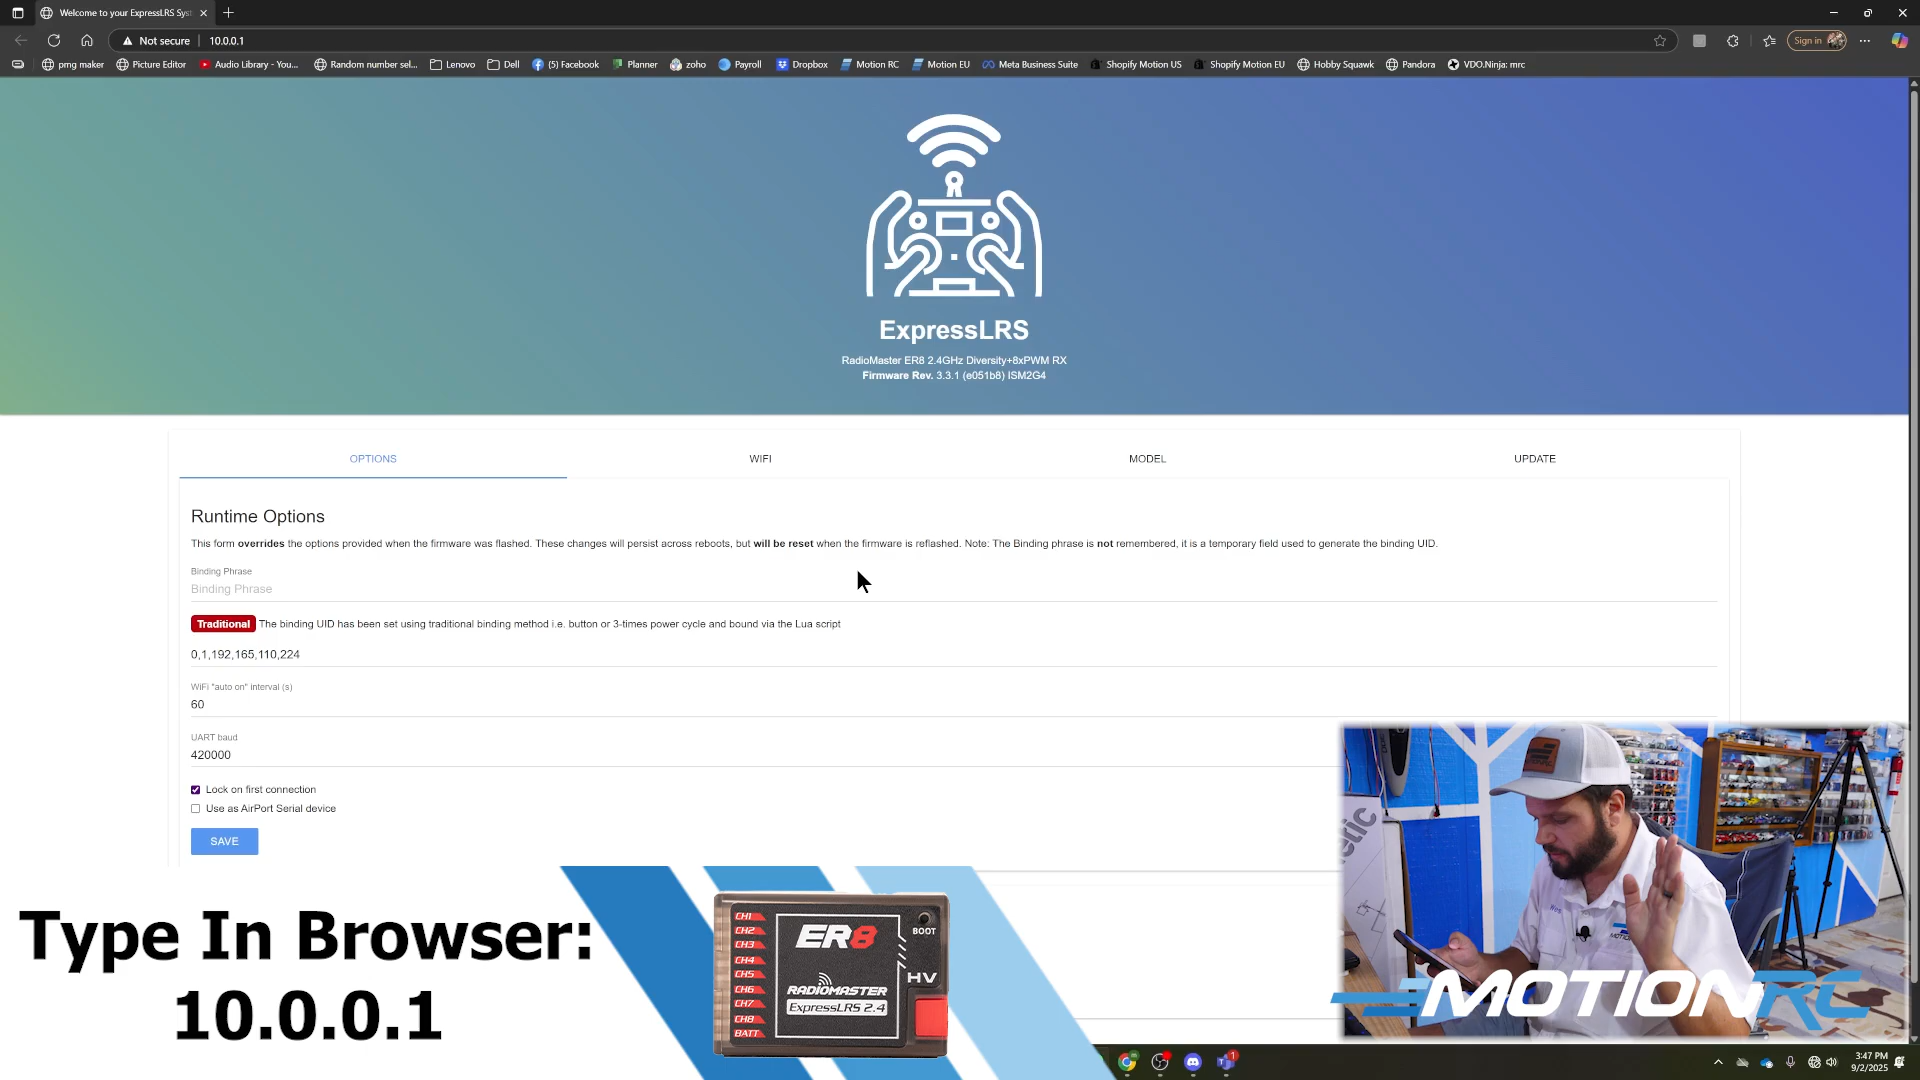 Welcome to your ExpressLRS Syst
Not secure
10.0.0.1
Sign in
pmg maker
Picture Editor
Audio Library - You...
Random number sel...
Lenovo
Dell
(5) Facebook
Planner
zoho
Payroll
Dropbox
Motion RC
Motion EU
Meta Business Suite
Shopify Motion US
Shopify Motion EU
Hobby Squawk
Pandora
VDO.Ninja: mrc
ExpressLRS
RadioMaster ER8 2.4GHz Diversity+8xPWM RX
Firmware Rev. 3.3.1 (e051b8) ISM2G4
OPTIONS
WIFI
MODEL
UPDATE
Runtime Options
This form overrides the options provided when the firmware was flashed. These changes will persist across reboots, but will be reset when the firmware is reflashed. Note: The Binding phrase is not remembered, it is a temporary field used to generate the binding UID.
Binding Phrase
Binding Phrase
Traditional The binding UID has been set using traditional binding method i.e. button or 3-times power cycle and bound via the Lua script
0,1,192,165,110,224
WiFi "auto on" interval (s)
60
UART baud
420000
Lock on first connection
Use as AirPort Serial device
SAVE
Type In Browser:
10.0.0.1
CH1
CH2
CH3
CH4
CH5
CH6
CH7
CH8
BATT
ER8
RADIOMASTER
ExpressLRS 2.4
BOOT
HV
MOTIONRC
3:47 PM
9/2/2025